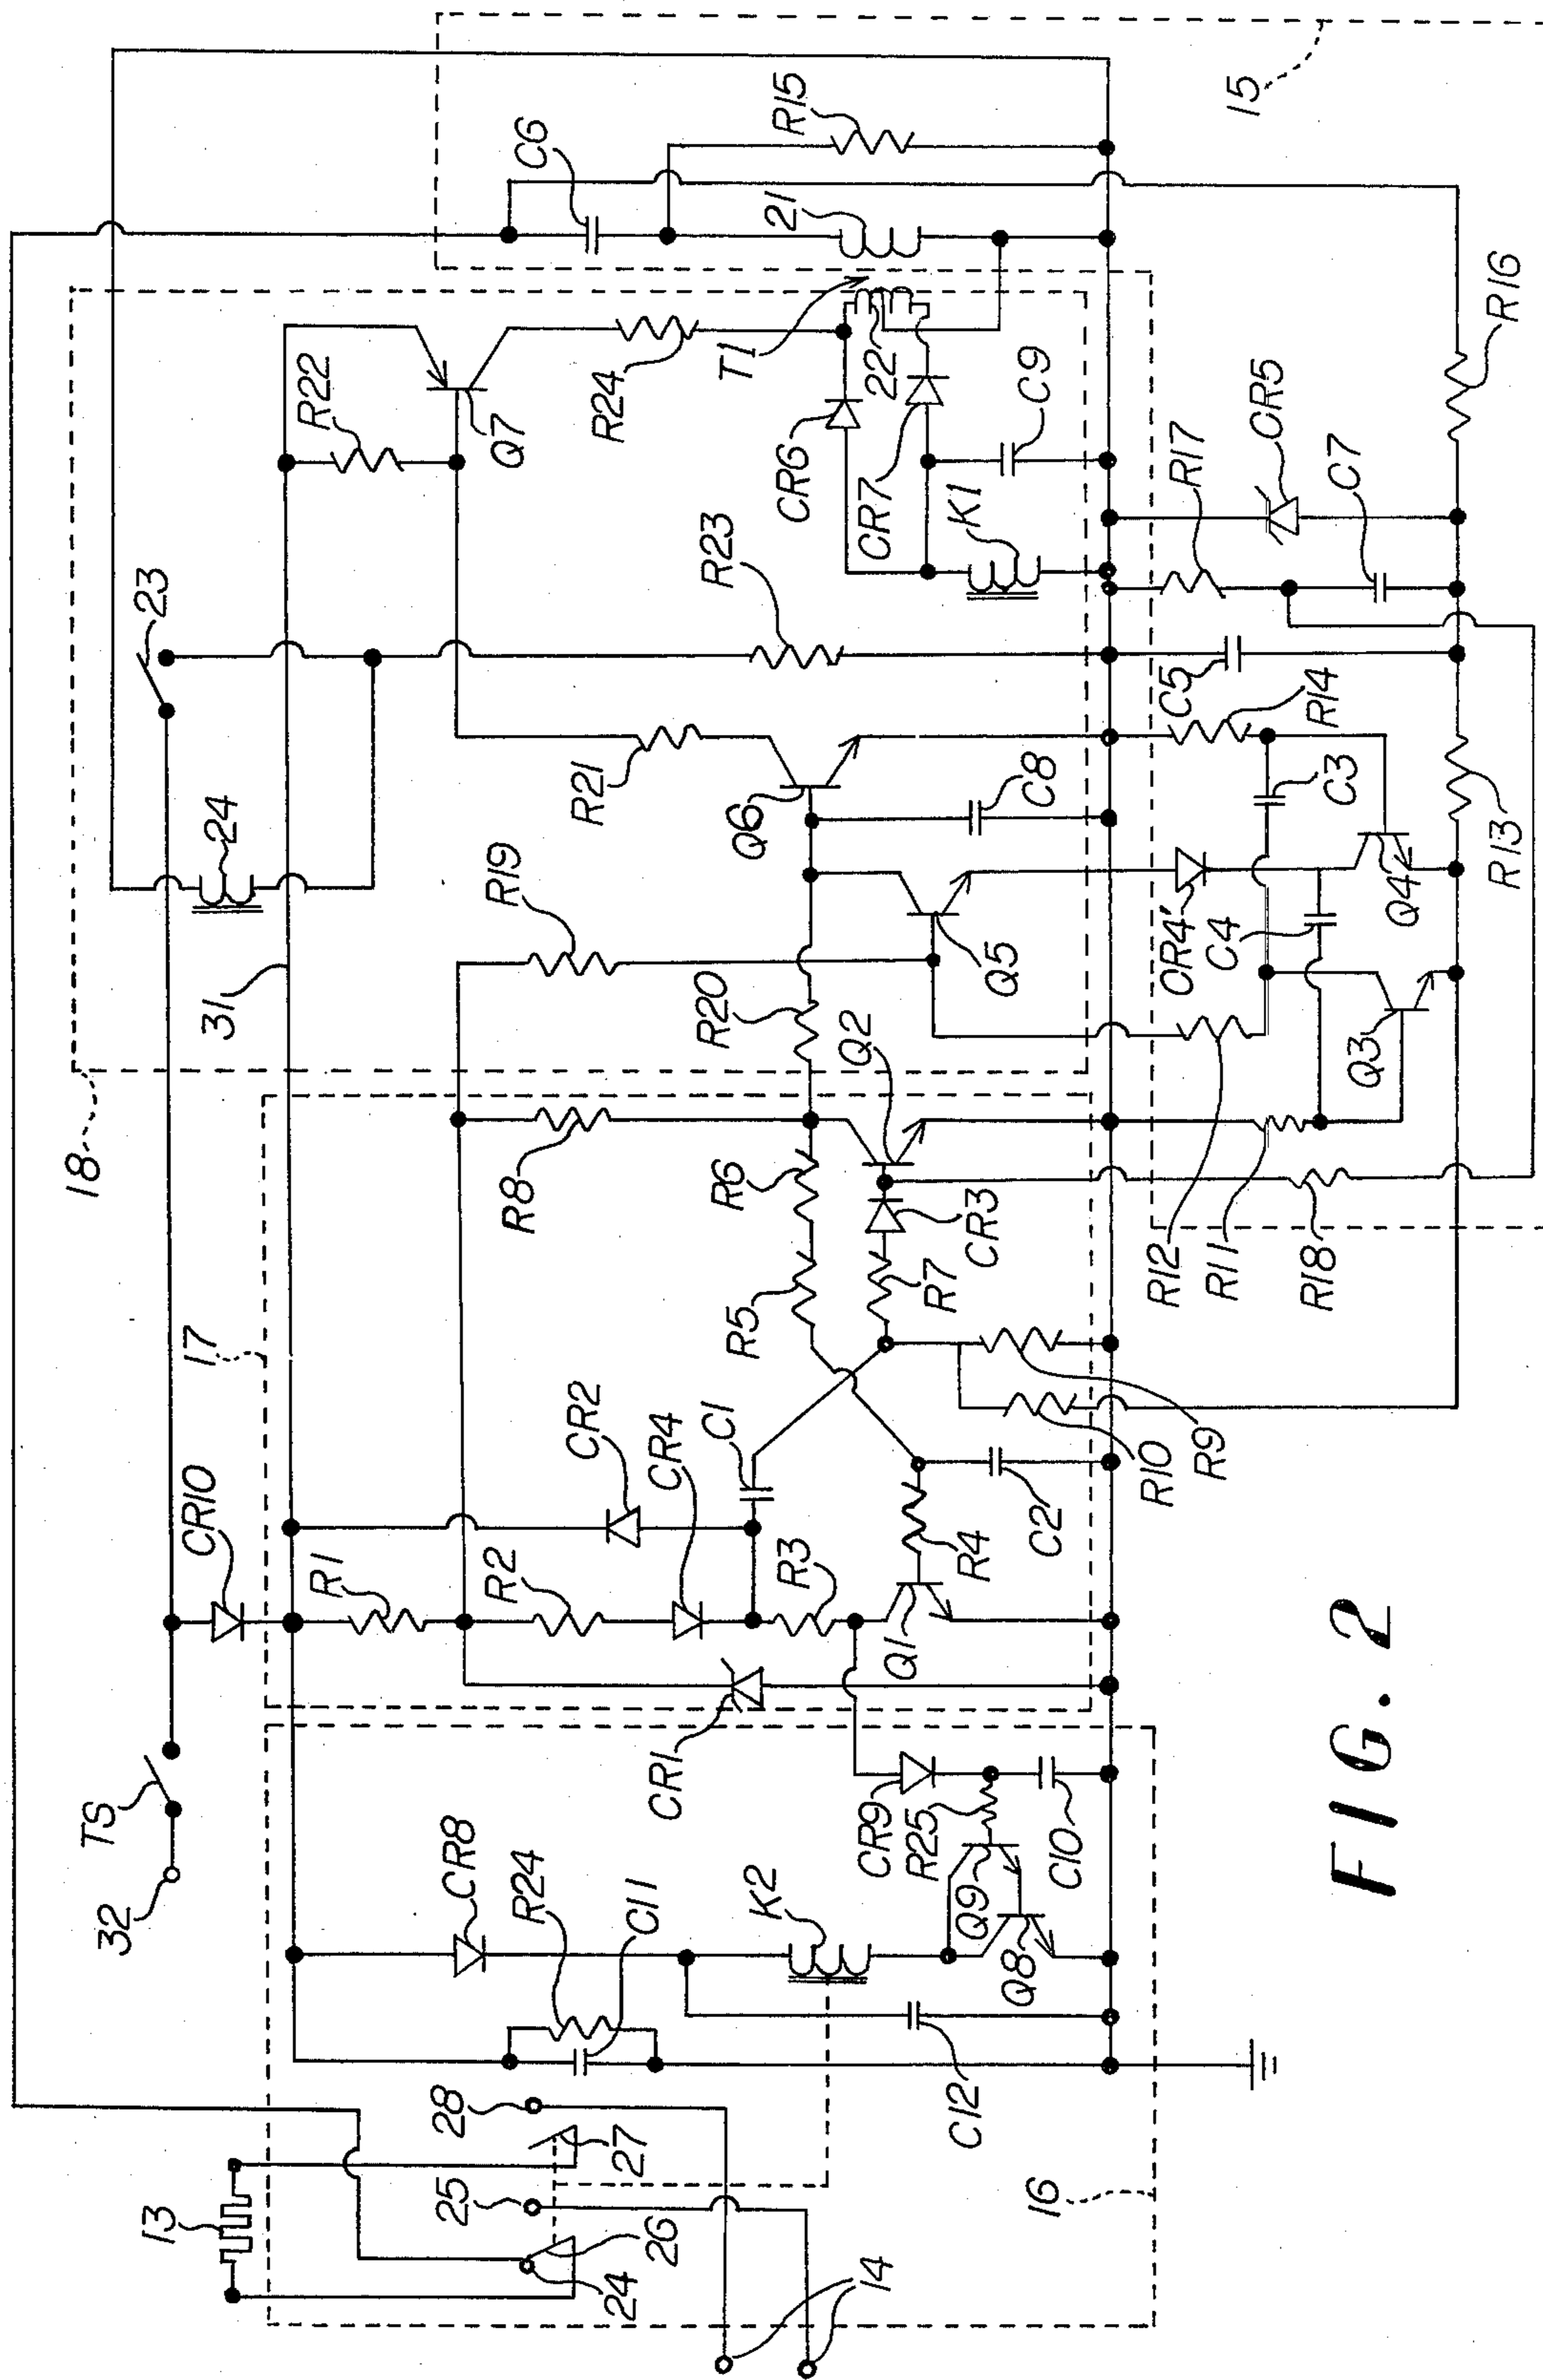 15
C6
R15
21
R22
Q7
R24
T1
22
CR6
CR7
C9
K1
R17
CR5
C7
R16
23
R23
24
R21
Q6
C8
C5
R14
C3
R13
R19
31
R20
Q5
CR4'
C4
Q4
Q3
18
Q2
R8
R6
CR3
R5
R7
R12
R11
R18
17
CR10
CR2
CR4
C1
R1
R2
R3
Q1
R4
C2
R10
R9
TS
32
CR1
CR8
R24
C11
K2
CR9
R25
Q9
Q8
C10
C12
28
27
25
26
24
13
14
16
FIG. 2